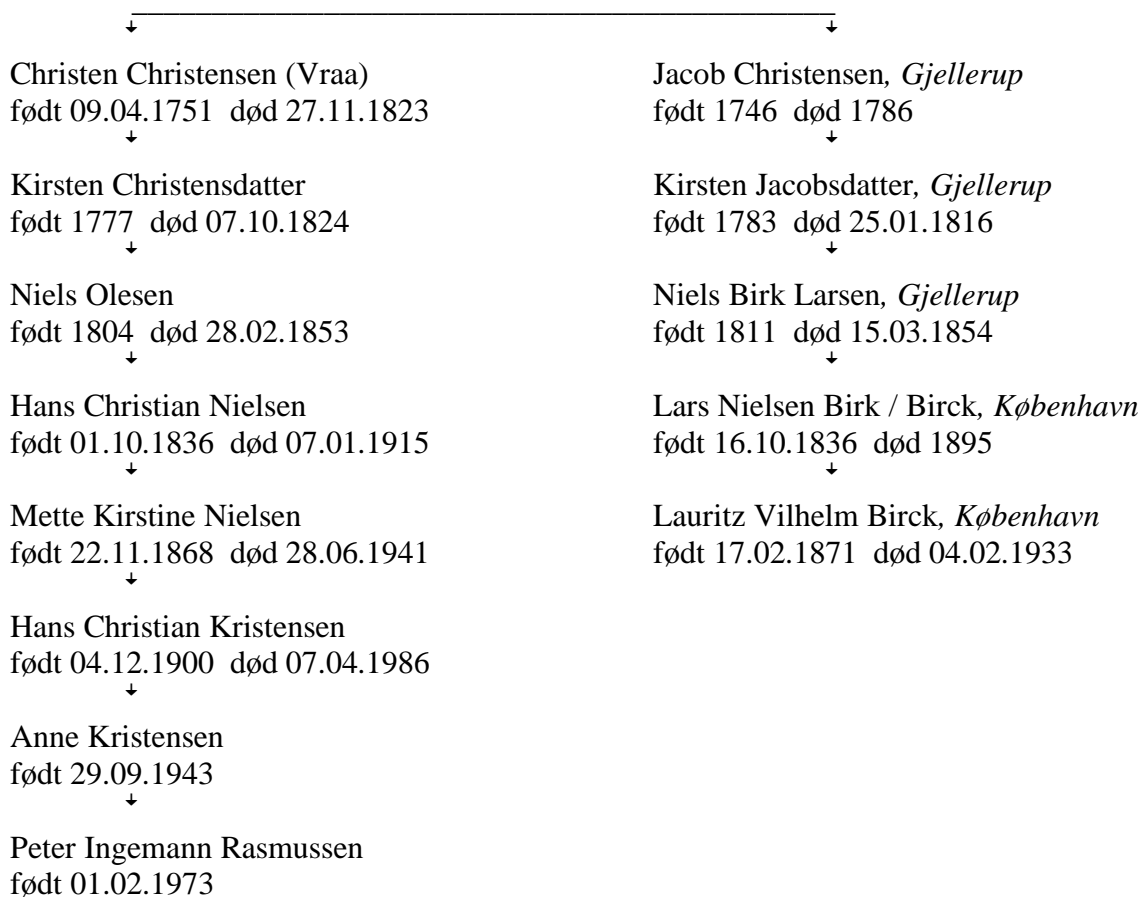 Christen Christensen (Vraa)
født 09.04.1751 død 27.11.1823
Kirsten Christensdatter
født 1777 død 07.10.1824
Niels Olesen
født 1804 død 28.02.1853
Hans Christian Nielsen
født 01.10.1836 død 07.01.1915
Mette Kirstine Nielsen
født 22.11.1868 død 28.06.1941
Hans Christian Kristensen
født 04.12.1900 død 07.04.1986
Anne Kristensen
født 29.09.1943
Peter Ingemann Rasmussen
født 01.02.1973
Jacob Christensen, Gjellerup
født 1746 død 1786
Kirsten Jacobsdatter, Gjellerup
født 1783 død 25.01.1816
Niels Birk Larsen, Gjellerup
født 1811 død 15.03.1854
Lars Nielsen Birk / Birck, København
født 16.10.1836 død 1895
Lauritz Vilhelm Birck, København
født 17.02.1871 død 04.02.1933